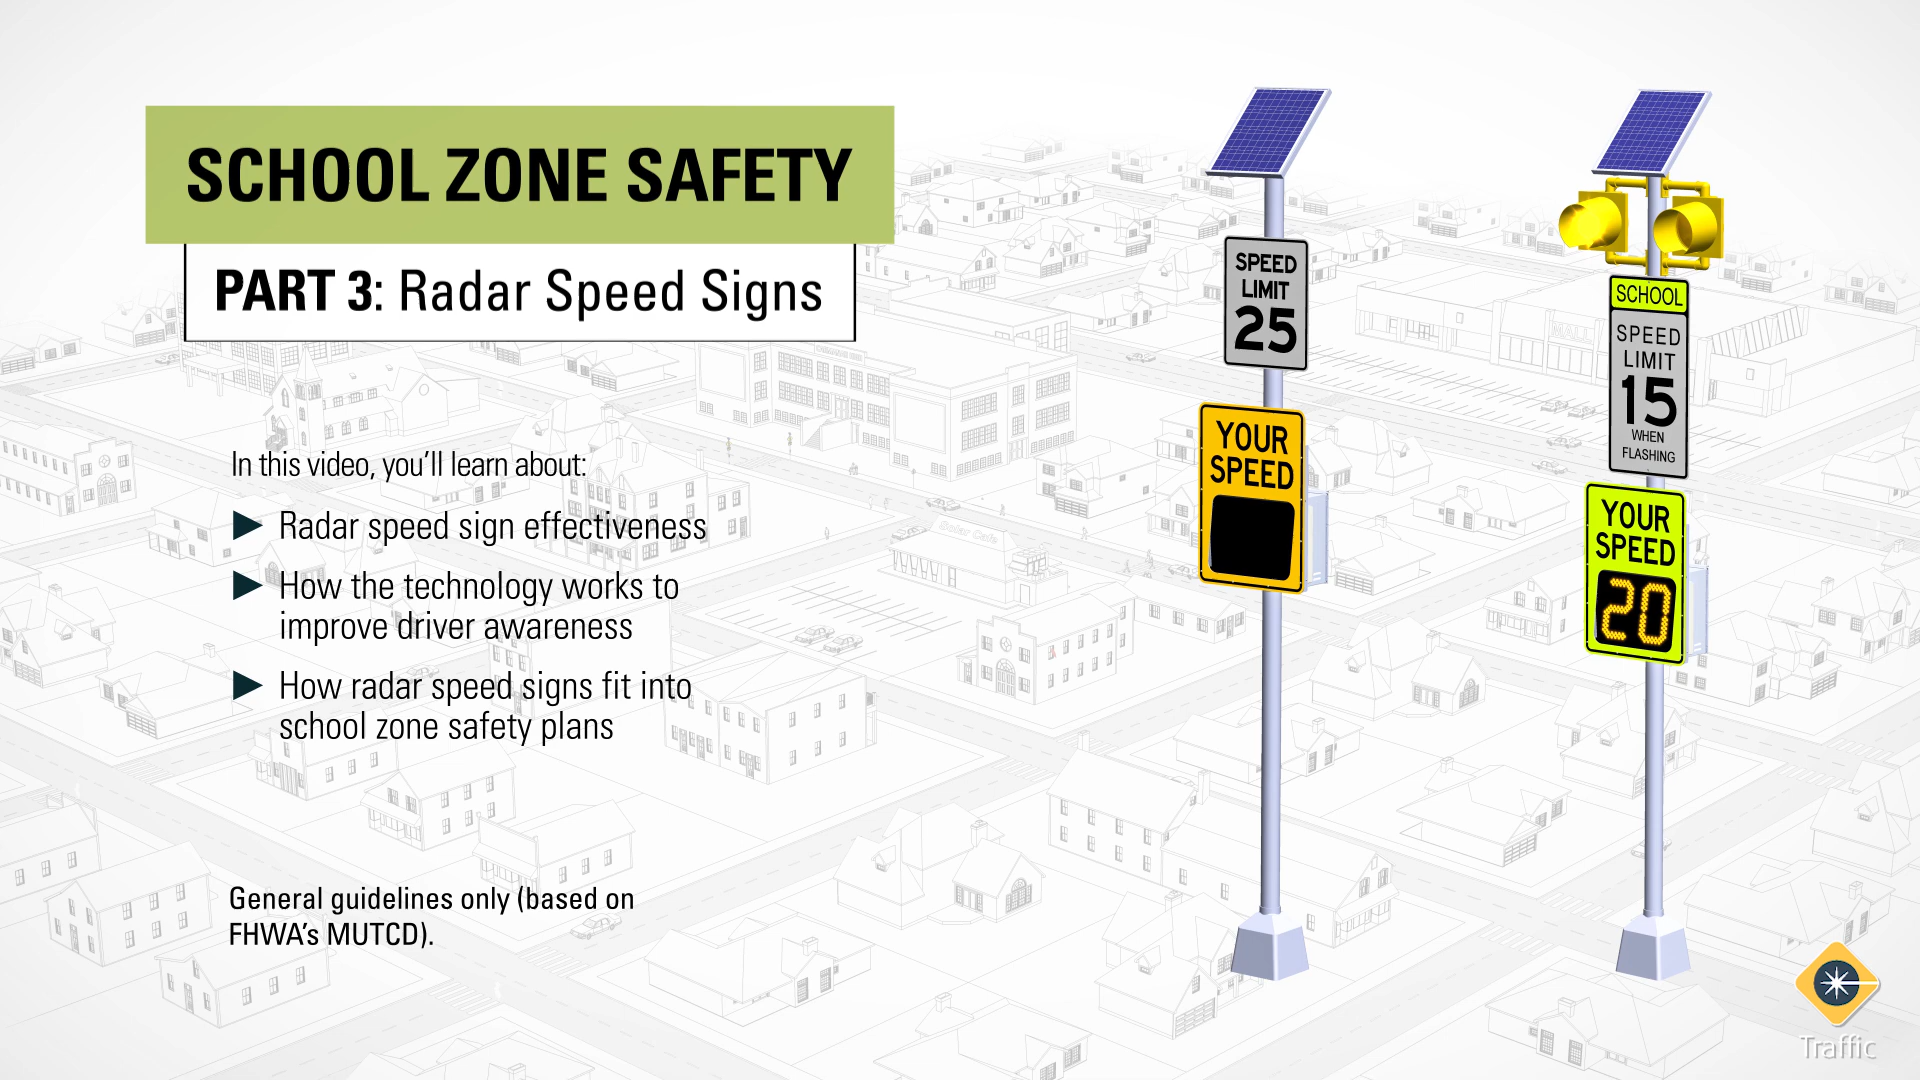 SCHOOL ZONE SAFETY
PART 3: Radar Speed Signs
In this video, you'll learn about:
Radar speed sign effectiveness
How the technology works to
improve driver awareness
How radar speed signs fit into
school zone safety plans
General guidelines only (based on
FHWA's MUTCD).
SPEED
LIMIT
25
YOUR
SPEED
SCHOOL
SPEED
LIMIT
15
WHEN
FLASHING
YOUR
SPEED
20
MALL
Solar Cafe
Traffic